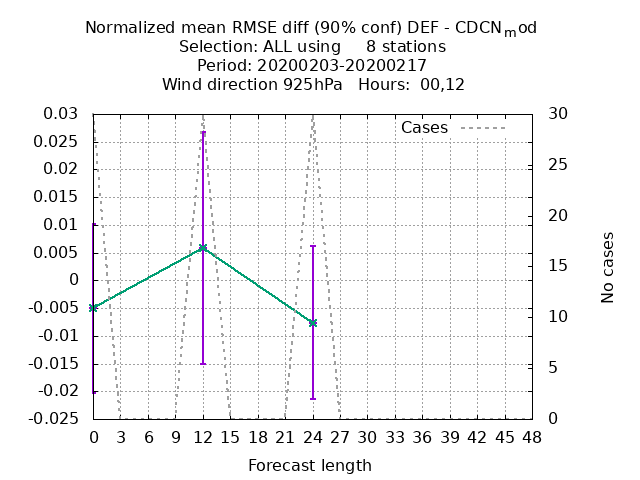 Normalized mean RMSE diff (90% conf) DEF - CDCNmod
Selection: ALL using 8 stations
Period: 20200203-20200217
Wind direction 925hPa Hours: 00,12
Cases
0.03
0.025
0.02
0.015
0.01
0.005
0
-0.005
-0.01
-0.015
-0.02
-0.025
30
25
20
15
10
5
0
No cases
0 3 6 9 12 15 18 21 24 27 30 33 36 39 42 45 48
Forecast length